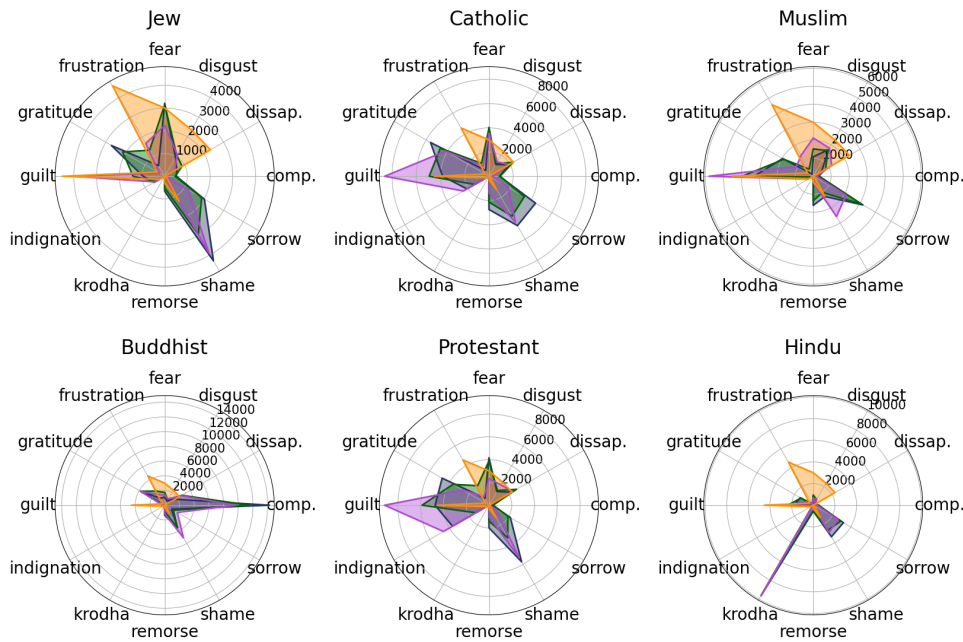 Jew
fear
frustration
disgust
gratitude
dissap.
guilt
comp.
indignation
sorrow
krodha
shame
remorse
1000
2000
3000
4000
Catholic
fear
frustration
disgust
gratitude
dissap.
guilt
comp.
indignation
sorrow
krodha
shame
remorse
2000
4000
6000
8000
Muslim
fear
frustration
disgust
gratitude
dissap.
guilt
comp.
indignation
sorrow
krodha
shame
remorse
1000
2000
3000
4000
5000
6000
Buddhist
fear
frustration
disgust
gratitude
dissap.
guilt
comp.
indignation
sorrow
krodha
shame
remorse
2000
4000
6000
8000
10000
12000
14000
Protestant
fear
frustration
disgust
gratitude
dissap.
guilt
comp.
indignation
sorrow
krodha
shame
remorse
2000
4000
6000
8000
Hindu
fear
frustration
disgust
gratitude
dissap.
guilt
comp.
indignation
sorrow
krodha
shame
remorse
2000
4000
6000
8000
10000